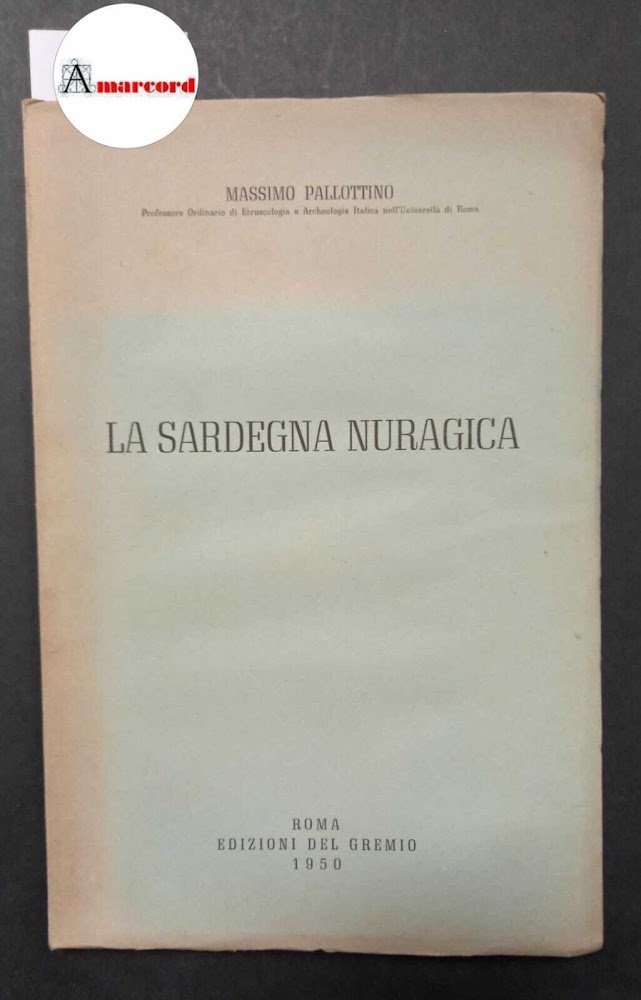 Amarcord
MASSIMO PALLOTTINO
Professore Ordinario di Etruscologia e Archeologia Italica nell'Università di Roma
LA SARDEGNA NURAGICA
ROMA
EDIZIONI DEL GREMIO
1950